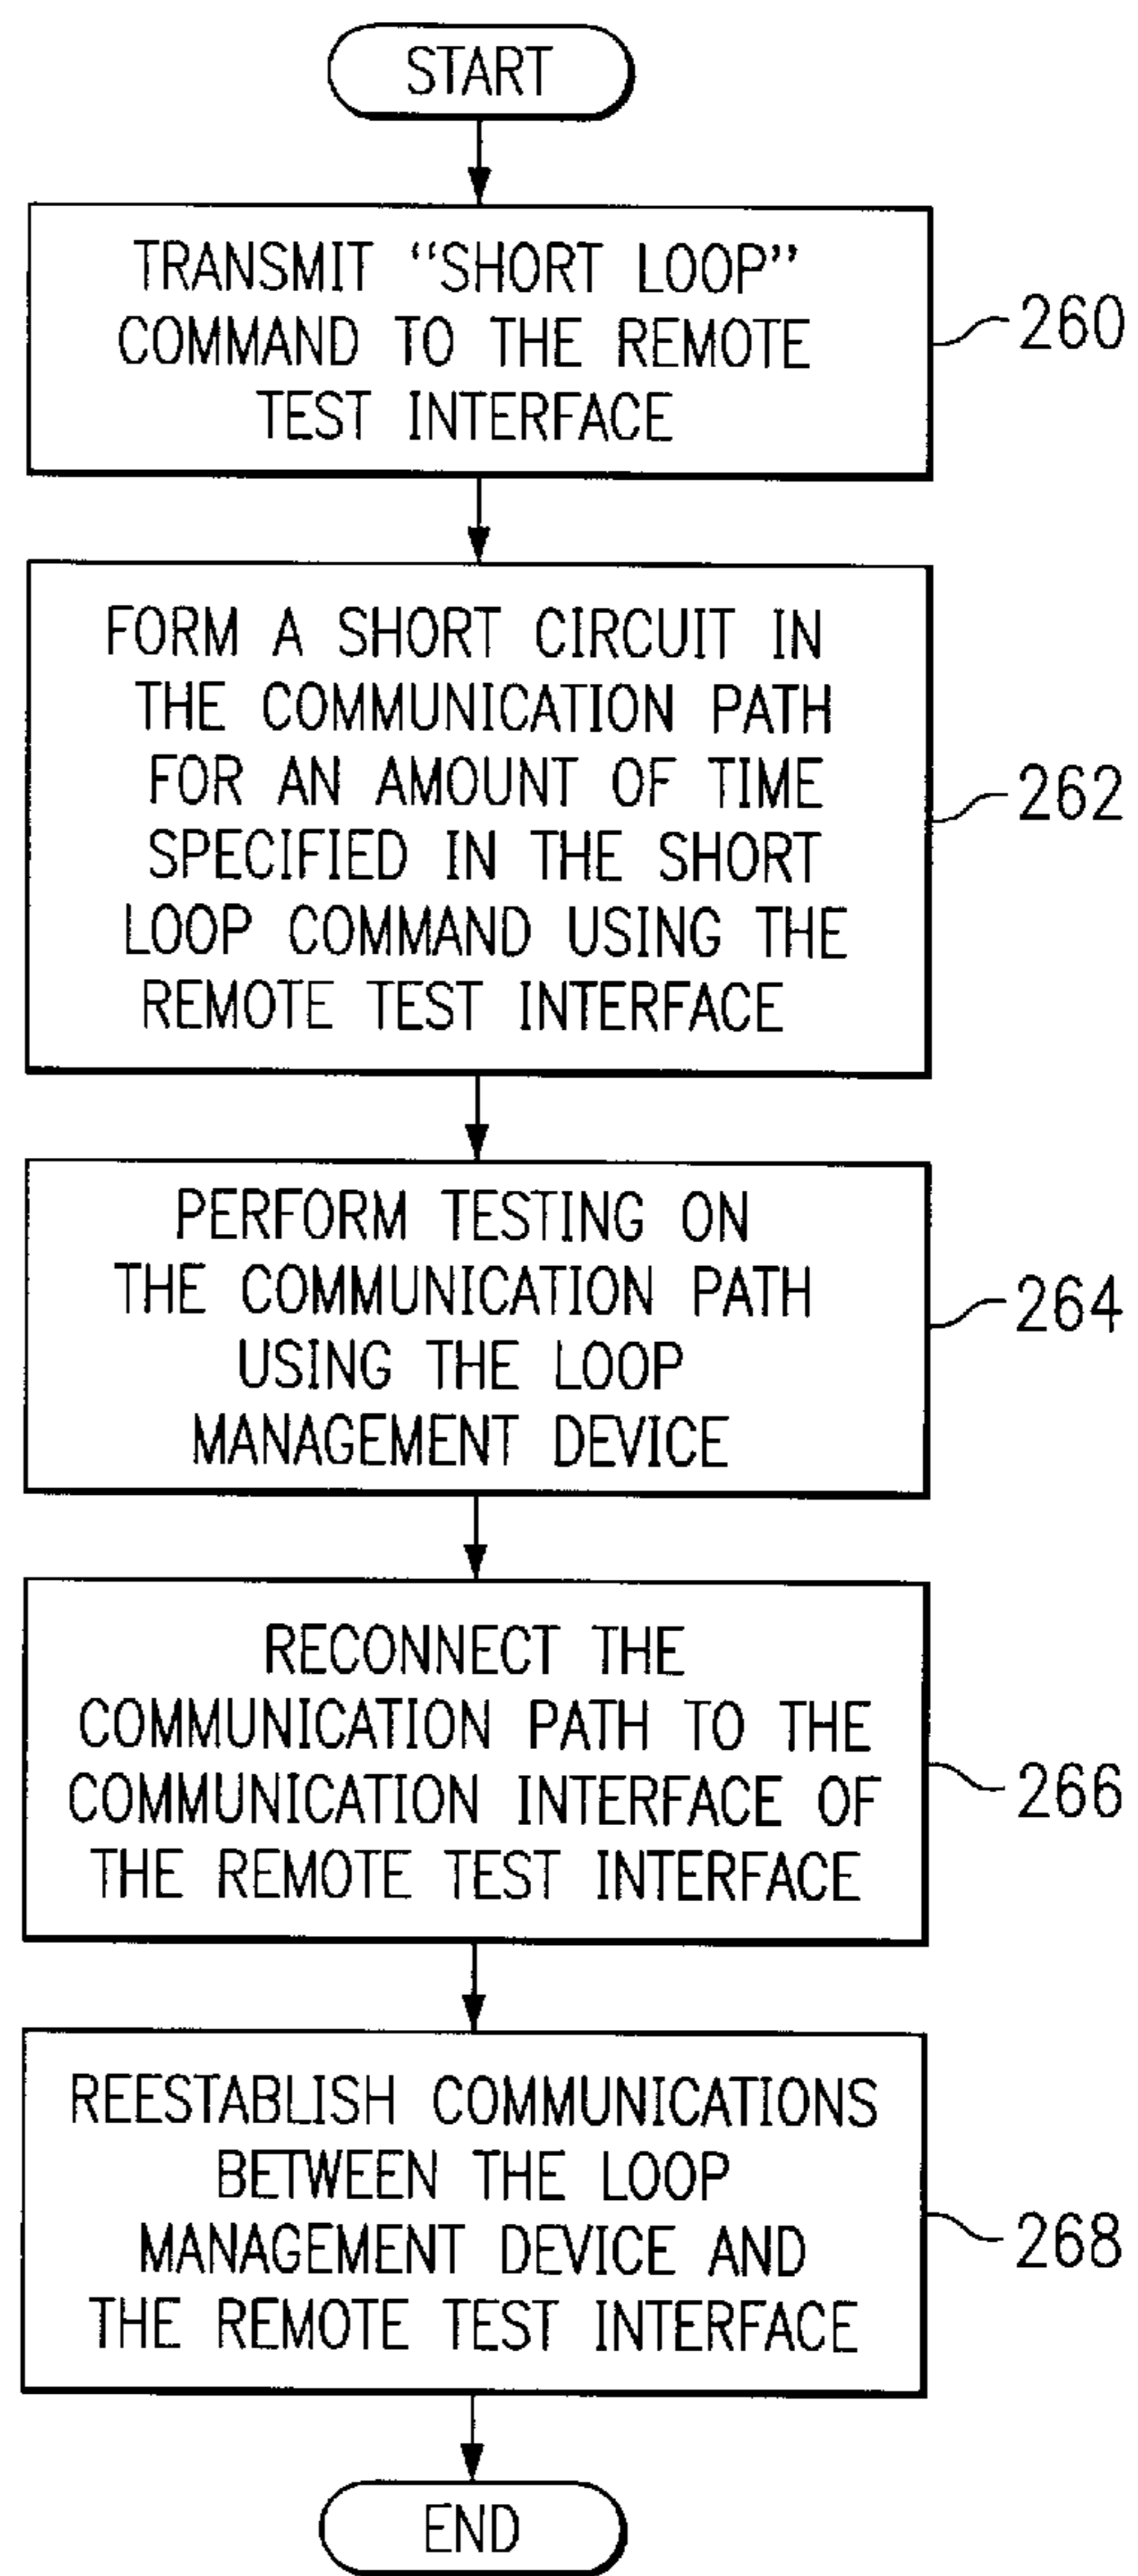 START
TRANSMIT “SHORT LOOP”
COMMAND TO THE REMOTE
TEST INTERFACE
260
FORM A SHORT CIRCUIT IN
THE COMMUNICATION PATH
FOR AN AMOUNT OF TIME
SPECIFIED IN THE SHORT
LOOP COMMAND USING THE
REMOTE TEST INTERFACE
262
PERFORM TESTING ON
THE COMMUNICATION PATH
USING THE LOOP
MANAGEMENT DEVICE
264
RECONNECT THE
COMMUNICATION PATH TO THE
COMMUNICATION INTERFACE OF
THE REMOTE TEST INTERFACE
266
REESTABLISH COMMUNICATIONS
BETWEEN THE LOOP
MANAGEMENT DEVICE AND
THE REMOTE TEST INTERFACE
268
END